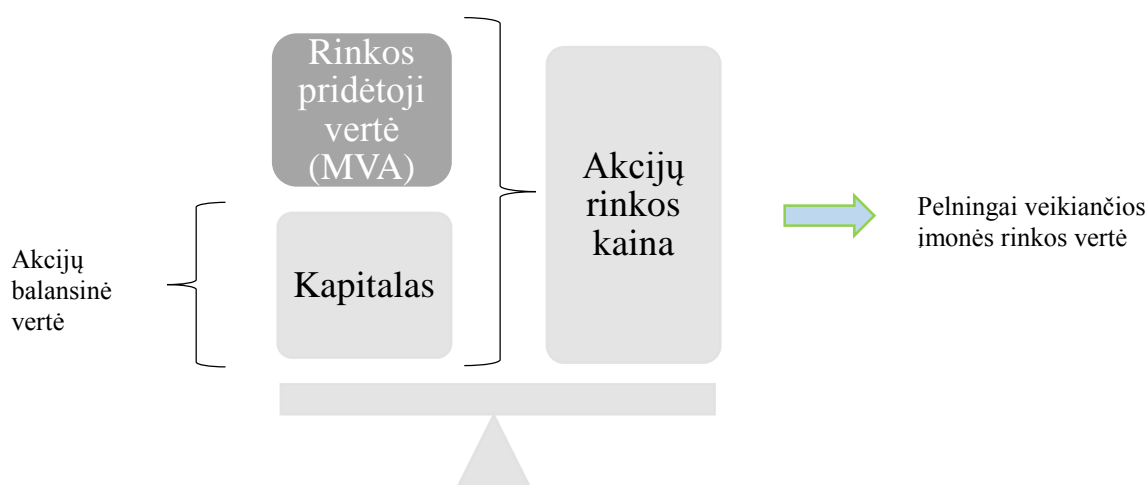 Rinkos
pridėtoji
vertė
(MVA)
Akcijų
balansinė
vertė
Kapitalas
Akcijų
rinkos
kaina
Pelningai veikiančios
įmonės rinkos vertė